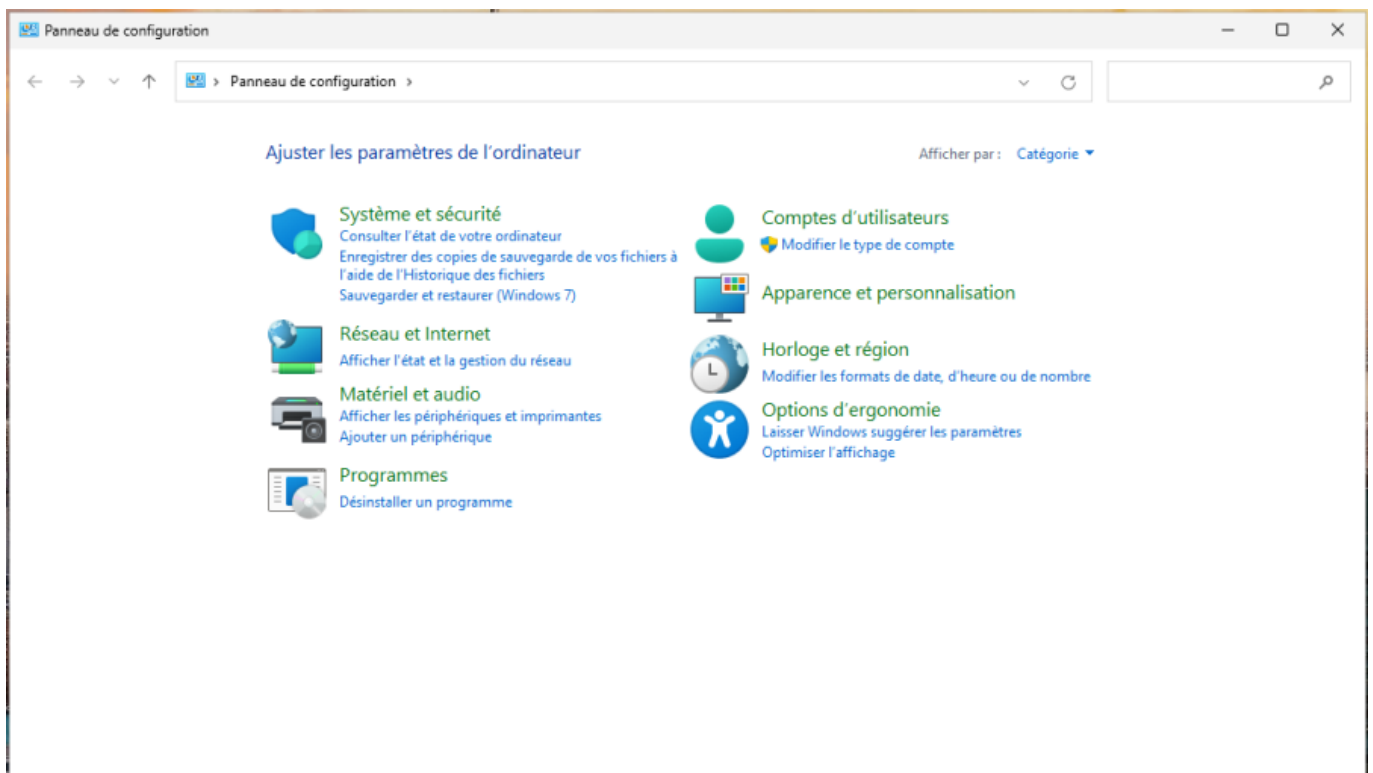 Panneau de configuration
Panneau de configuration
Ajuster les paramètres de l'ordinateur
Afficher par : Catégorie
Système et sécurité
Consulter l'état de votre ordinateur
Enregistrer des copies de sauvegarde de vos fichiers à
l'aide de l'Historique des fichiers
Sauvegarder et restaurer (Windows 7)
Réseau et Internet
Afficher l'état et la gestion du réseau
Matériel et audio
Afficher les périphériques et imprimantes
Ajouter un périphérique
Programmes
Désinstaller un programme
Comptes d'utilisateurs
Modifier le type de compte
Apparence et personnalisation
Horloge et région
Modifier les formats de date, d'heure ou de nombre
Options d'ergonomie
Laisser Windows suggérer les paramètres
Optimiser l'affichage